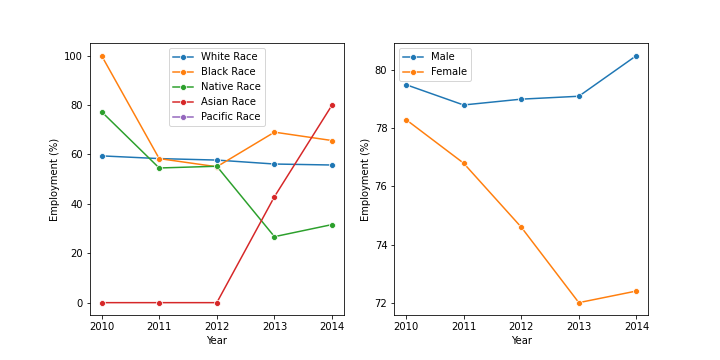 100
80
60
40
20
0
Employment (%)
2010 2011 2012 2013 2014
Year
White Race
Black Race
Native Race
Asian Race
Pacific Race
80
78
76
74
72
Employment (%)
2010 2011 2012 2013 2014
Year
Male
Female